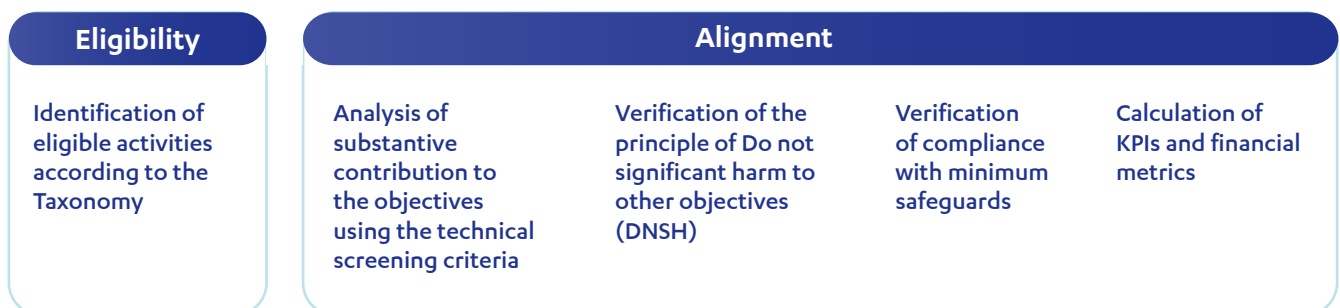 Eligibility
Identification of
eligible activities
according to the
Taxonomy
Alignment
Analysis of
substantive
contribution to
the objectives
using the technical
screening criteria
Verification of the
principle of Do not
significant harm to
other objectives
(DNSH)
Verification
of compliance
with minimum
safeguards
Calculation of
KPIs and financial
metrics